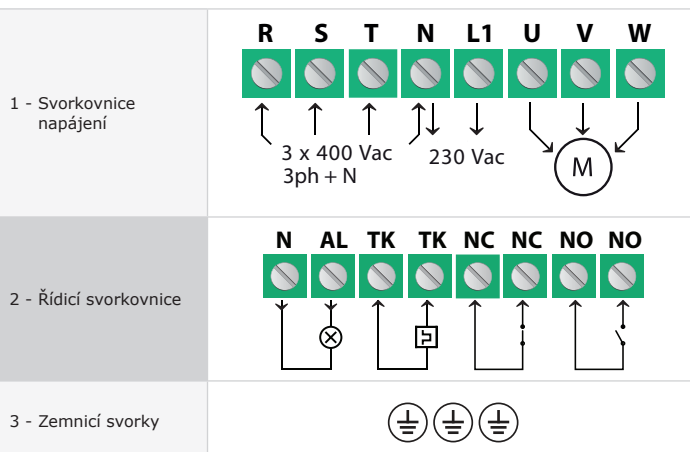 R S T N L1 U V W
1 - Svorkovnice
napájení
3 x 400 Vac
3ph + N
230 Vac
M
N AL TK TK NC NC NO NO
2 - Řídicí svorkovnice
3 - Zemnicí svorky